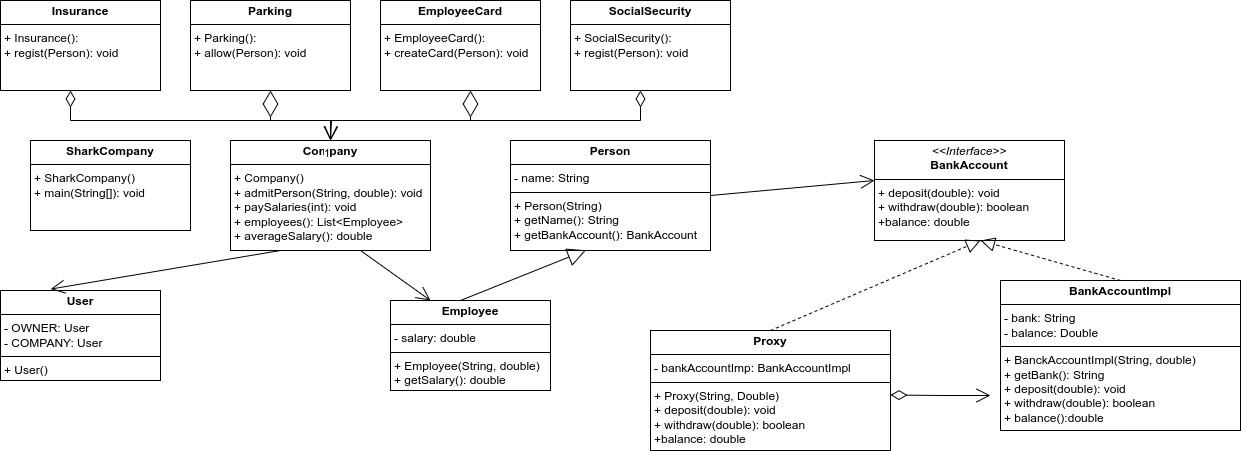 Insurance
+ Insurance():
+ regist(Person): void
Parking
+ Parking():
+ allow(Person): void
EmployeeCard
+ EmployeeCard():
+ createCard(Person): void
SocialSecurity
+ SocialSecurity():
+ regist(Person): void
SharkCompany
+ SharkCompany()
+ main(String[]): void
Company
+ Company()
+ admitPerson(String, double): void
+ paySalaries(int): void
+ employees(): List<Employee>
+ averageSalary(): double
Person
- name: String
+ Person(String)
+ getName(): String
+ getBankAccount(): BankAccount
<<Interface>>
BankAccount
+ deposit(double): void
+ withdraw(double): boolean
+balance: double
User
- OWNER: User
- COMPANY: User
+ User()
Employee
- salary: double
+ Employee(String, double)
+ getSalary(): double
Proxy
- bankAccountImp: BankAccountImpl
+ Proxy(String, Double)
+ deposit(double): void
+ withdraw(double): boolean
+balance: double
BankAccountImpl
- bank: String
- balance: Double
+ BanckAccountImpl(String, double)
+ getBank(): String
+ deposit(double): void
+ withdraw(double): boolean
+ balance():double